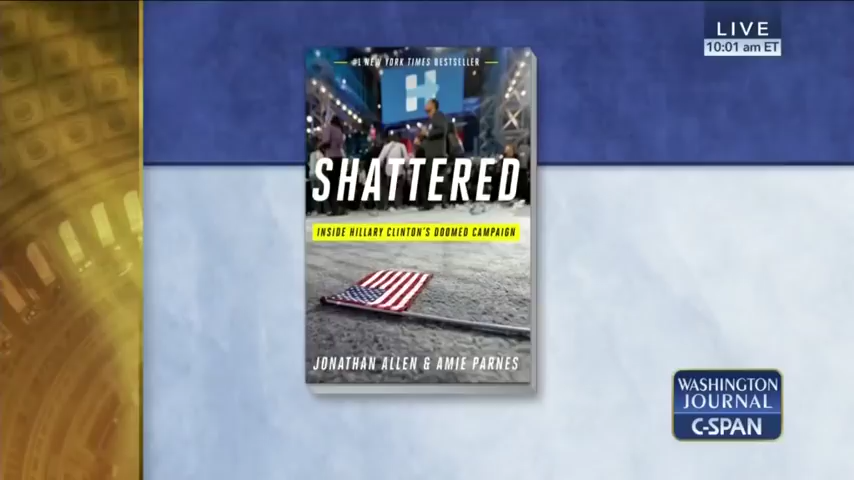 LIVE
10:01 am ET
#1 NEW YORK TIMES BESTSELLER
H
SHATTERED
INSIDE HILLARY CLINTON'S DOOMED CAMPAIGN
JONATHAN ALLEN & AMIE PARNES
WASHINGTON
JOURNAL
C-SPAN